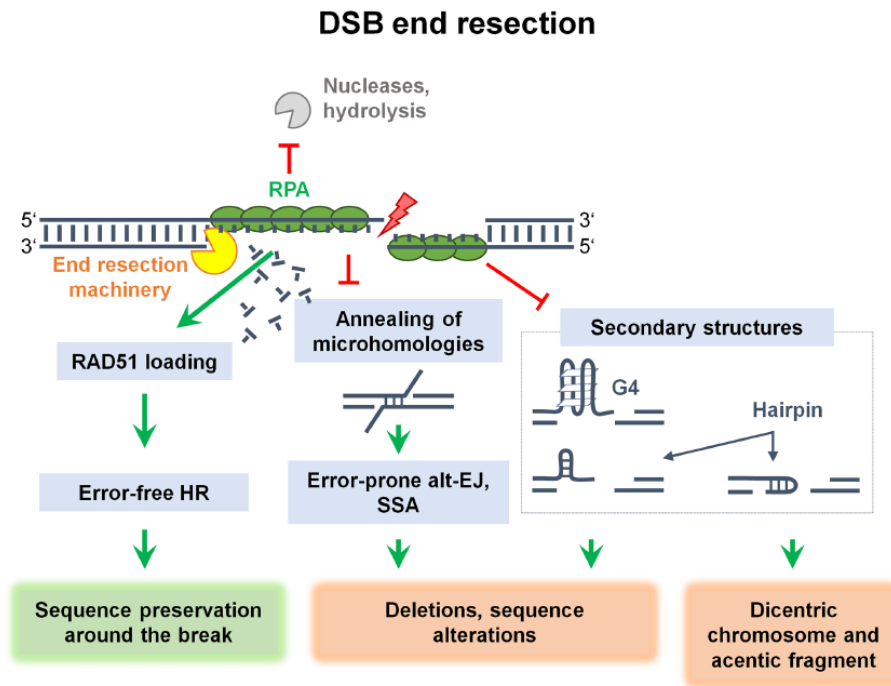 DSB end resection
Nucleases,
hydrolysis
RPA
5‘
3‘
3‘
5‘
End resection
machinery
RAD51 loading
Annealing of
microhomologies
Secondary structures
G4
Hairpin
Error-free HR
Error-prone alt-EJ,
SSA
Sequence preservation
around the break
Deletions, sequence
alterations
Dicentric
chromosome and
acentic fragment